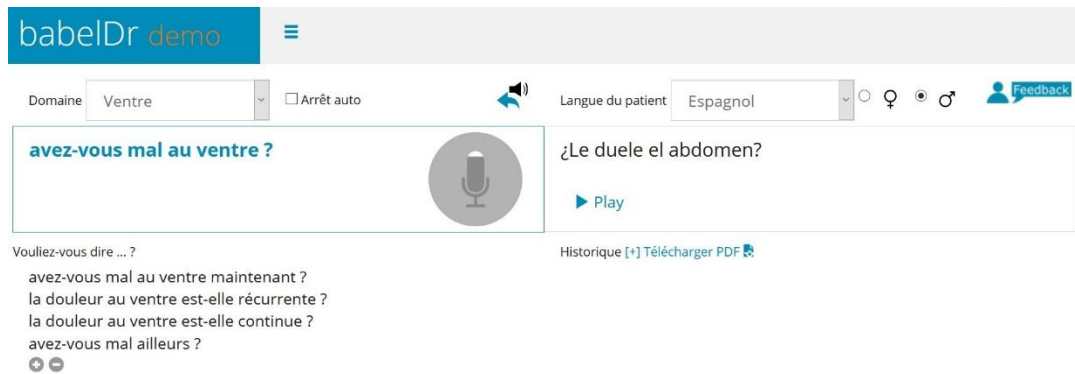 babelDr demo
Domaine Ventre Arrêt auto
Langue du patient Espagnol Feedback
avez-vous mal au ventre ?
¿Le duele el abdomen?
Play
Vouliez-vous dire ... ?
avez-vous mal au ventre maintenant ?
la douleur au ventre est-elle récurrente ?
la douleur au ventre est-elle continue ?
avez-vous mal ailleurs ?
Historique [+] Télécharger PDF